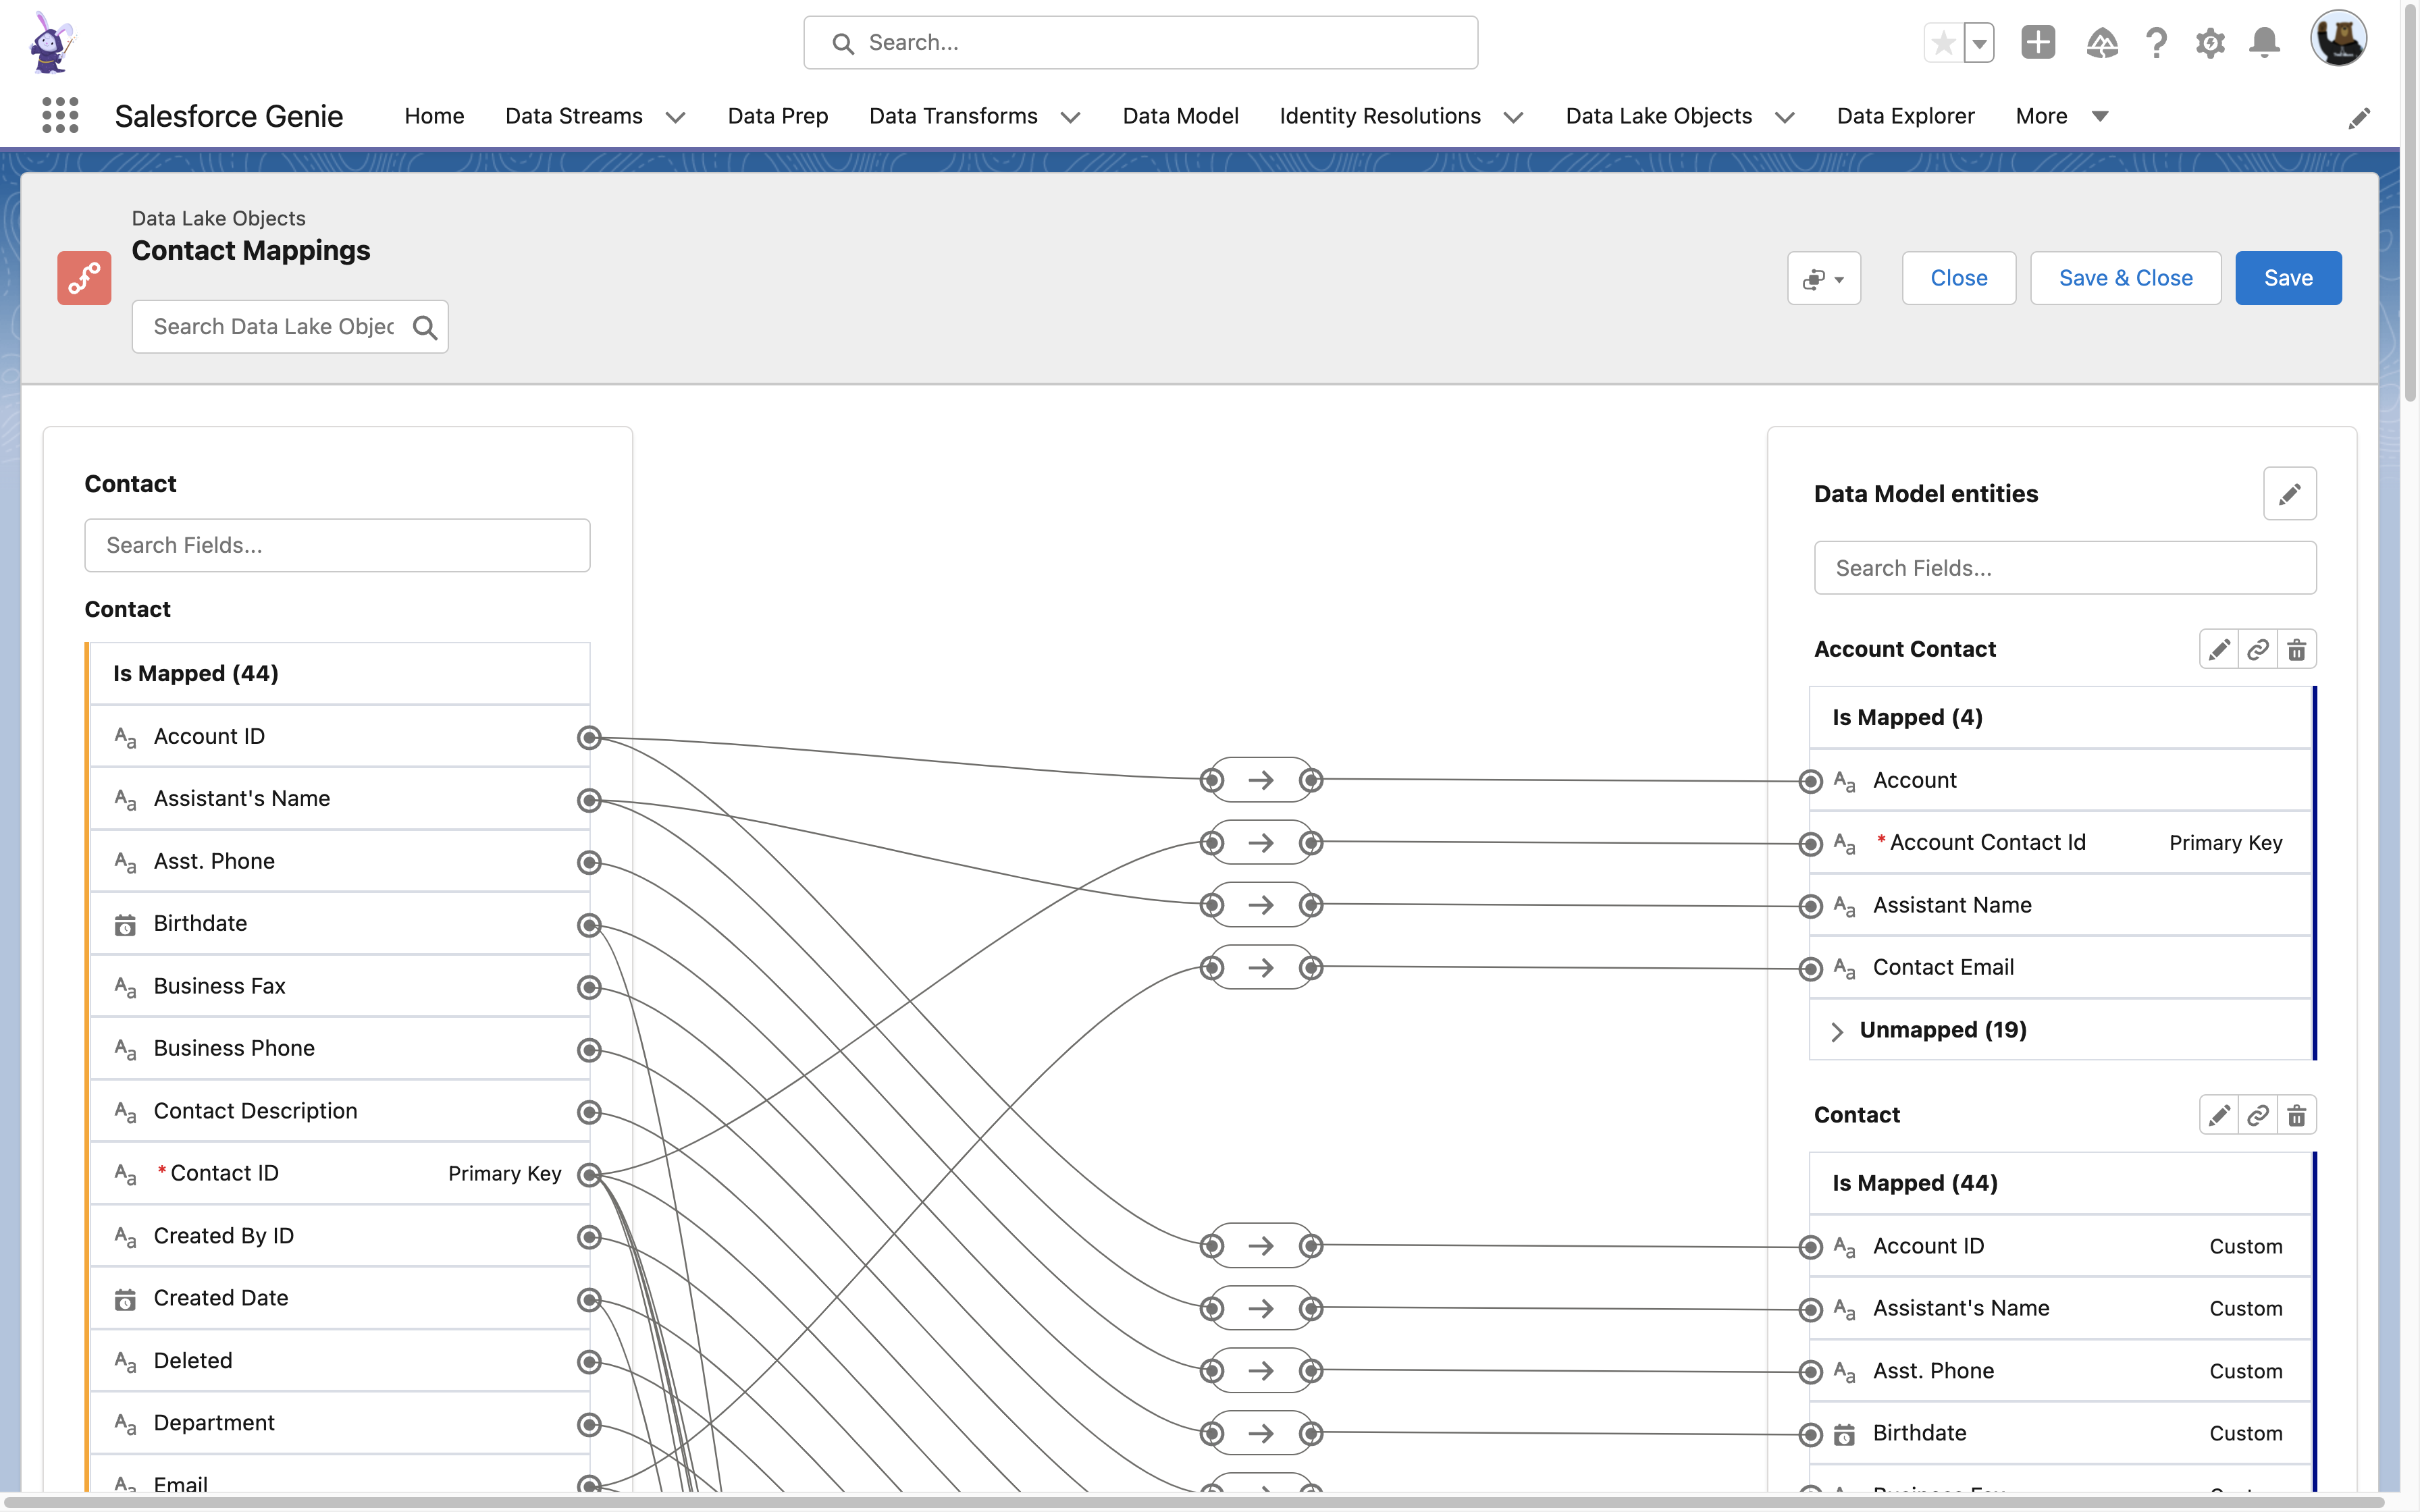 Search...
Salesforce Genie
Home
Data Streams
Data Prep
Data Transforms
Data Model
Identity Resolutions
Data Lake Objects
Data Explorer
More
Data Lake Objects
Contact Mappings
Search Data Lake Objec
Close
Save & Close
Save
Contact
Search Fields...
Contact
Is Mapped (44)
Account ID
Assistant's Name
Asst. Phone
Birthdate
Business Fax
Business Phone
Contact Description
* Contact ID Primary Key
Created By ID
Created Date
Deleted
Department
Email
Data Model entities
Search Fields...
Account Contact
Is Mapped (4)
Account
* Account Contact Id Primary Key
Assistant Name
Contact Email
Unmapped (19)
Contact
Is Mapped (44)
Account ID Custom
Assistant's Name Custom
Asst. Phone Custom
Birthdate Custom